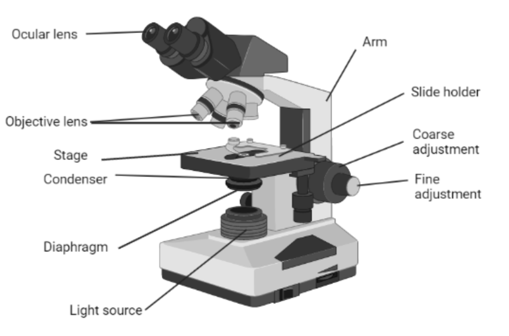 Ocular lens
Arm
Slide holder
Objective lens
Coarse
adjustment
Stage
Condenser
Fine
adjustment
Diaphragm
Light source